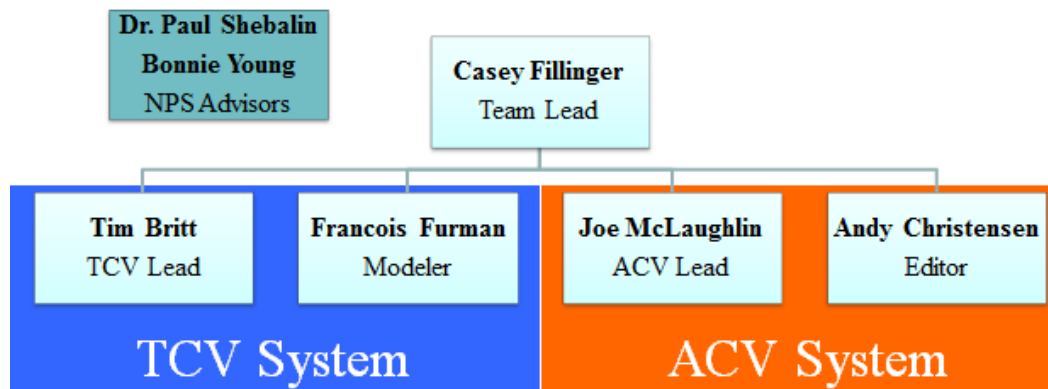 Dr. Paul Shebalin
Bonnie Young
NPS Advisors
Casey Fillinger
Team Lead
Tim Britt
TCV Lead
Francois Furman
Modeler
Joe McLaughlin
ACV Lead
Andy Christensen
Editor
TCV System
ACV System